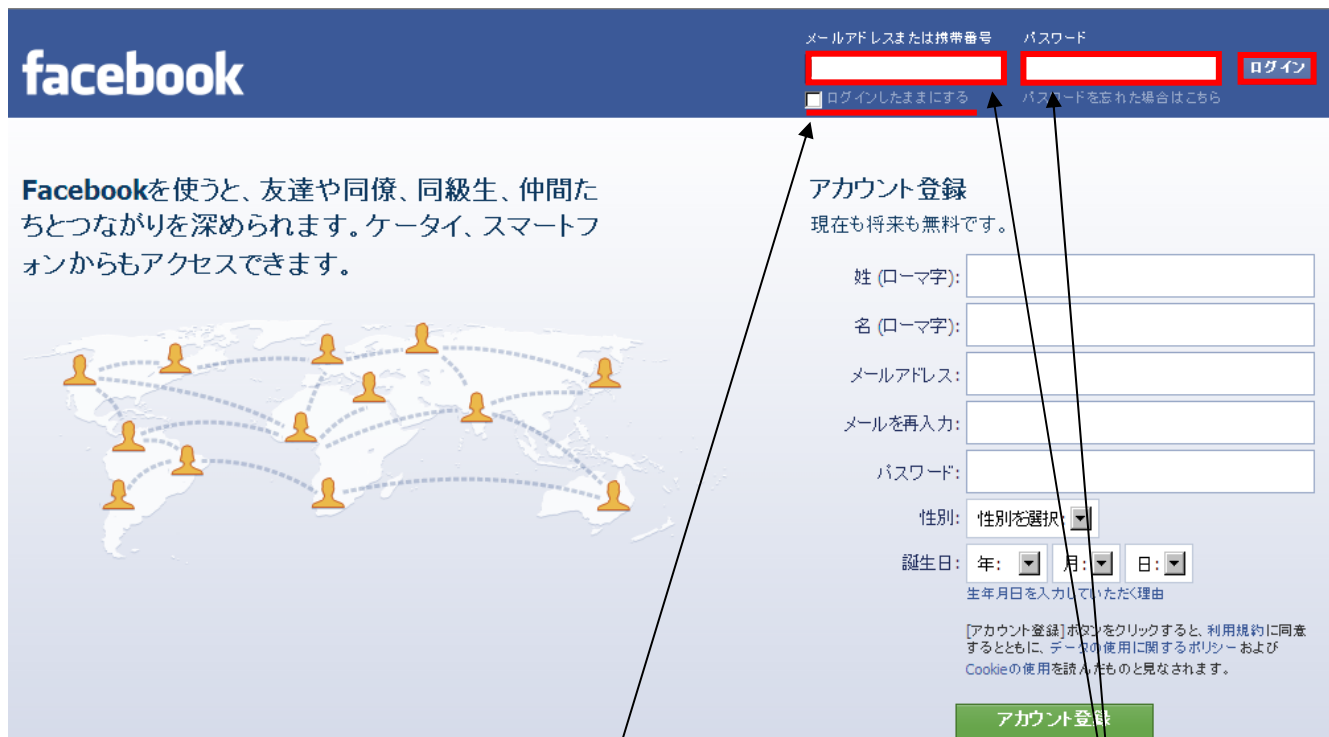 facebook
メールアドレスまたは携帯番号
パスワード
ログイン
ログインしたままにする
パスワードを忘れた場合はこちら
Facebookを使うと、友達や同僚、同級生、仲間た
ちとつながりを深められます。ケータイ、スマートフ
ォンからもアクセスできます。
アカウント登録
現在も将来も無料です。
姓 (ローマ字):
名 (ローマ字):
メールアドレス:
メールを再入力:
パスワード:
性別: 性別を選択:
誕生日: 年: 月: 日:
生年月日を入力していただく理由
[アカウント登録]ボタンをクリックすると、利用規約に同意
するとともに、データの使用に関するポリシーおよび
Cookieの使用を読んだものと見なされます。
アカウント登録